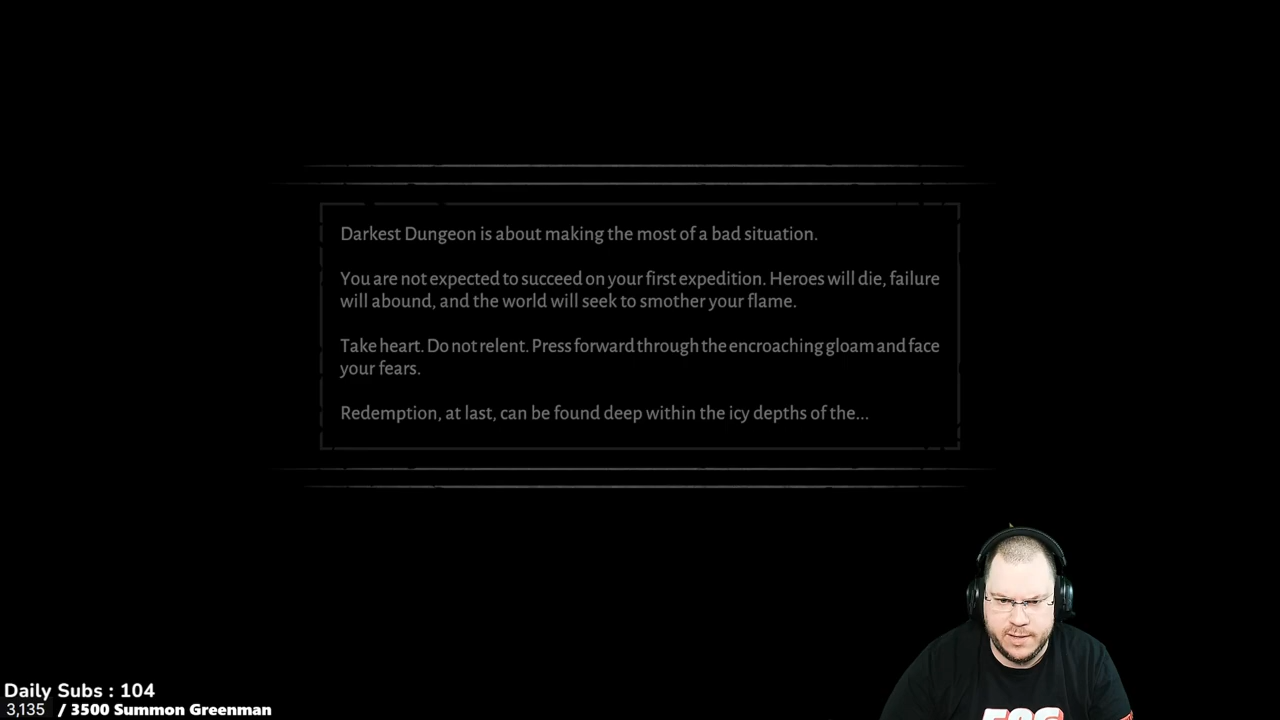 Darkest Dungeon is about making the most of a bad situation.
You are not expected to succeed on your first expedition. Heroes will die, failure
will abound, and the world will seek to smother your flame.
Take heart. Do not relent. Press forward through the encroaching gloam and face
your fears.
Redemption, at last, can be found deep within the icy depths of the...
Daily Subs : 104
3,135 / 3500 Summon Greenman